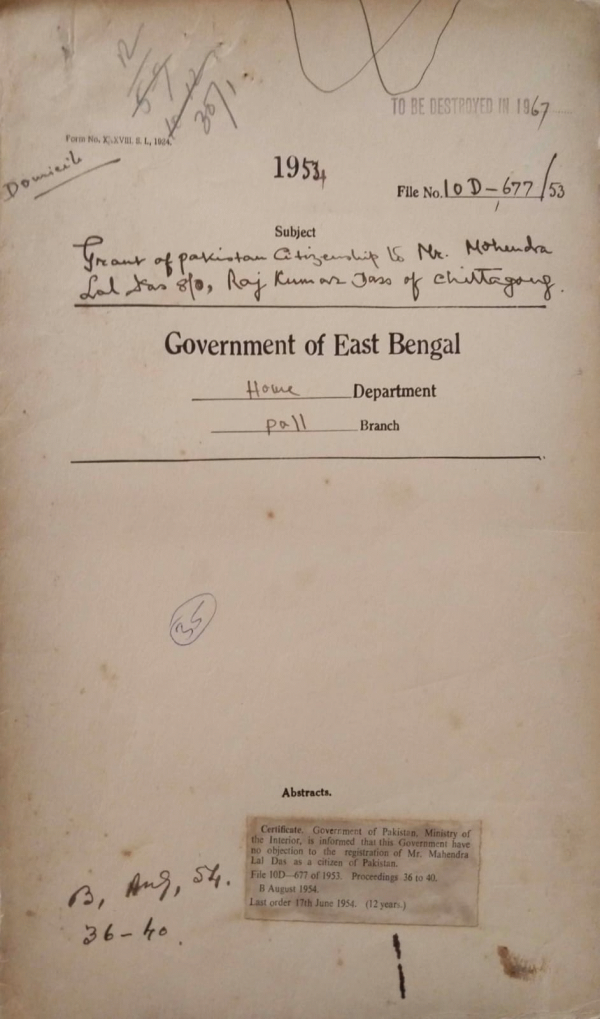 TO BE DESTROYED IN 1967
30/1
Form No. XXXVIII B. I., 1924.
Domicile
1954
File No. 10D-677/53
Subject
Grant of Pakistan Citizenship to Mr. Mohendra
Lal Das s/o, Raj Kumar Dass of Chittagong.
Government of East Bengal
Home Department
Poll Branch
Abstracts.
Certificate. Government of Pakistan, Ministry of
the Interior, is informed that this Government have
no objection to the registration of Mr. Mahendra
Lal Das as a citizen of Pakistan.
File 10D—677 of 1953. Proceedings 36 to 40.
B August 1954.
Last order 17th June 1954. (12 years.)
B, Aug, 54.
36-40.